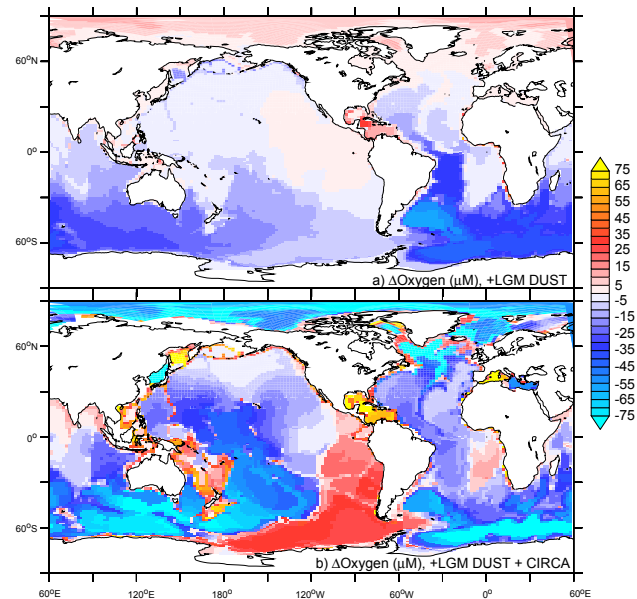 60°N
0°
60°S
a) ΔOxygen (μM), +LGM DUST
75
65
55
45
35
25
15
5
-5
-15
-25
-35
-45
-55
-65
-75
60°N
0°
60°S
b) ΔOxygen (μM), +LGM DUST + CIRCA
60°E 120°E 180°W 120°W 60°W 0° 60°E